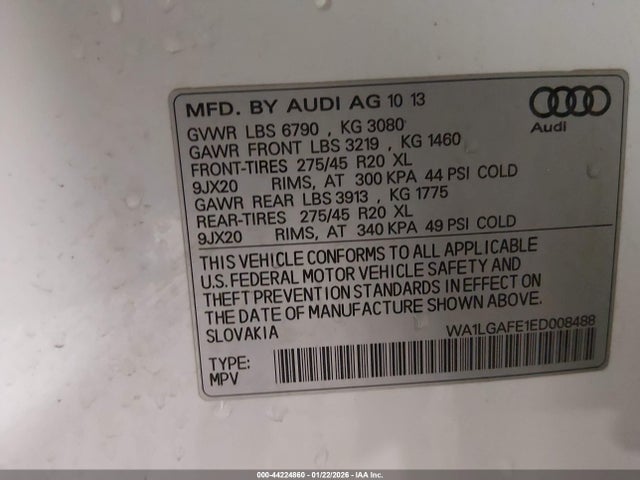 MFD. BY AUDI AG 10 13
Audi
GVWR LBS 6790 , KG 3080
GAWR FRONT LBS 3219 , KG 1460
FRONT-TIRES 275/45 R20 XL
9JX20 RIMS, AT 300 KPA 44 PSI COLD
GAWR REAR LBS 3913 , KG 1775
REAR-TIRES 275/45 R20 XL
9JX20 RIMS, AT 340 KPA 49 PSI COLD
THIS VEHICLE CONFORMS TO ALL APPLICABLE
U.S. FEDERAL MOTOR VEHICLE SAFETY AND
THEFT PREVENTION STANDARDS IN EFFECT ON
THE DATE OF MANUFACTURE SHOWN ABOVE.
SLOVAKIA
WA1LGAFE1ED008488
TYPE:
MPV
000-44224860 - 01/22/2026 - IAA Inc.